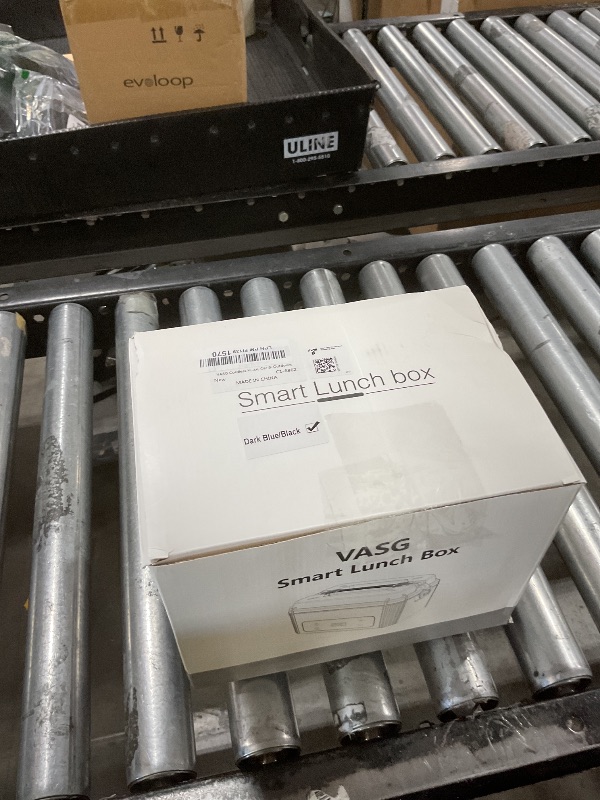 evoloop
ULINE
1-800-295-5510
New
MADE IN CHINA
Smart Lunch box
Dark Blue/Black
VASG
Smart Lunch Box